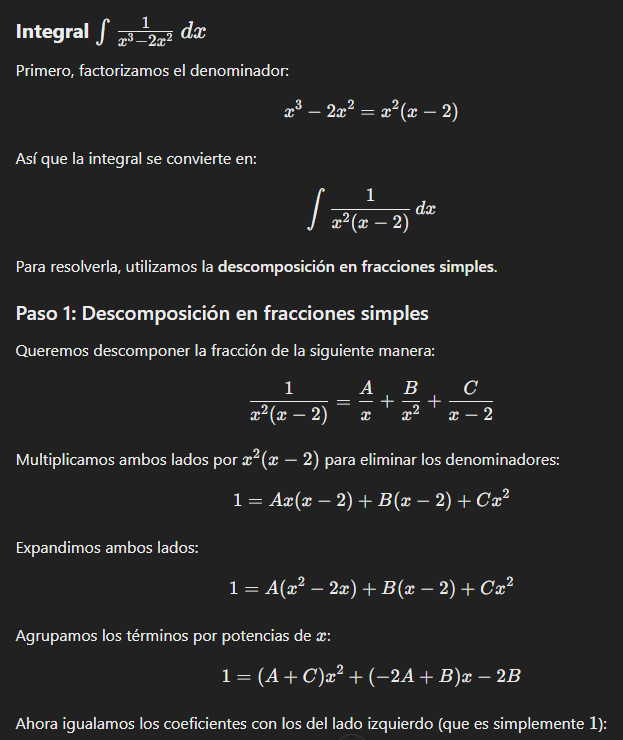 Integral ∫ 1/(x³−2x²) dx
Primero, factorizamos el denominador:
x³ − 2x² = x²(x − 2)
Así que la integral se convierte en:
∫ 1/(x²(x − 2)) dx
Para resolverla, utilizamos la descomposición en fracciones simples.
Paso 1: Descomposición en fracciones simples
Queremos descomponer la fracción de la siguiente manera:
1/(x²(x − 2)) = A/x + B/x² + C/(x − 2)
Multiplicamos ambos lados por x²(x − 2) para eliminar los denominadores:
1 = Ax(x − 2) + B(x − 2) + Cx²
Expandimos ambos lados:
1 = A(x² − 2x) + B(x − 2) + Cx²
Agrupamos los términos por potencias de x:
1 = (A + C)x² + (−2A + B)x − 2B
Ahora igualamos los coeficientes con los del lado izquierdo (que es simplemente 1):